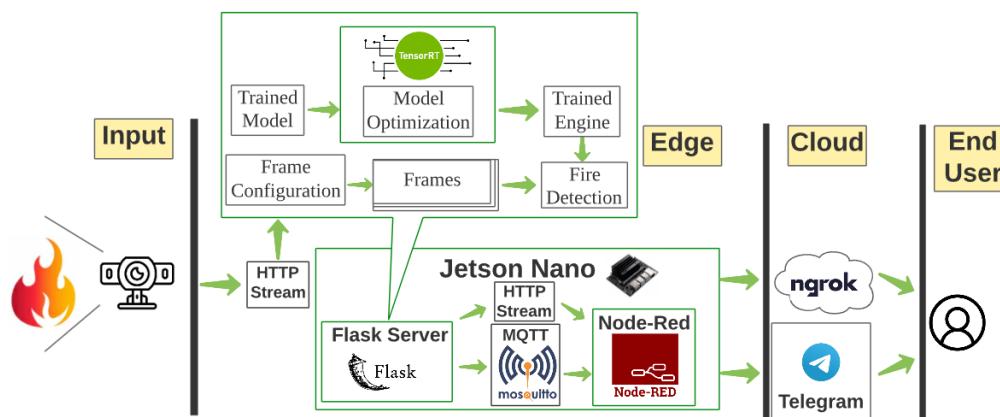 TensorRT
Trained
Model
Model
Optimization
Trained
Engine
Input
Edge
Cloud
End
User
Frame
Configuration
Frames
Fire
Detection
HTTP
Stream
Jetson Nano
HTTP
Stream
ngrok
Flask Server
Flask
MQTT
mosquitto
Node-Red
Node-RED
Telegram